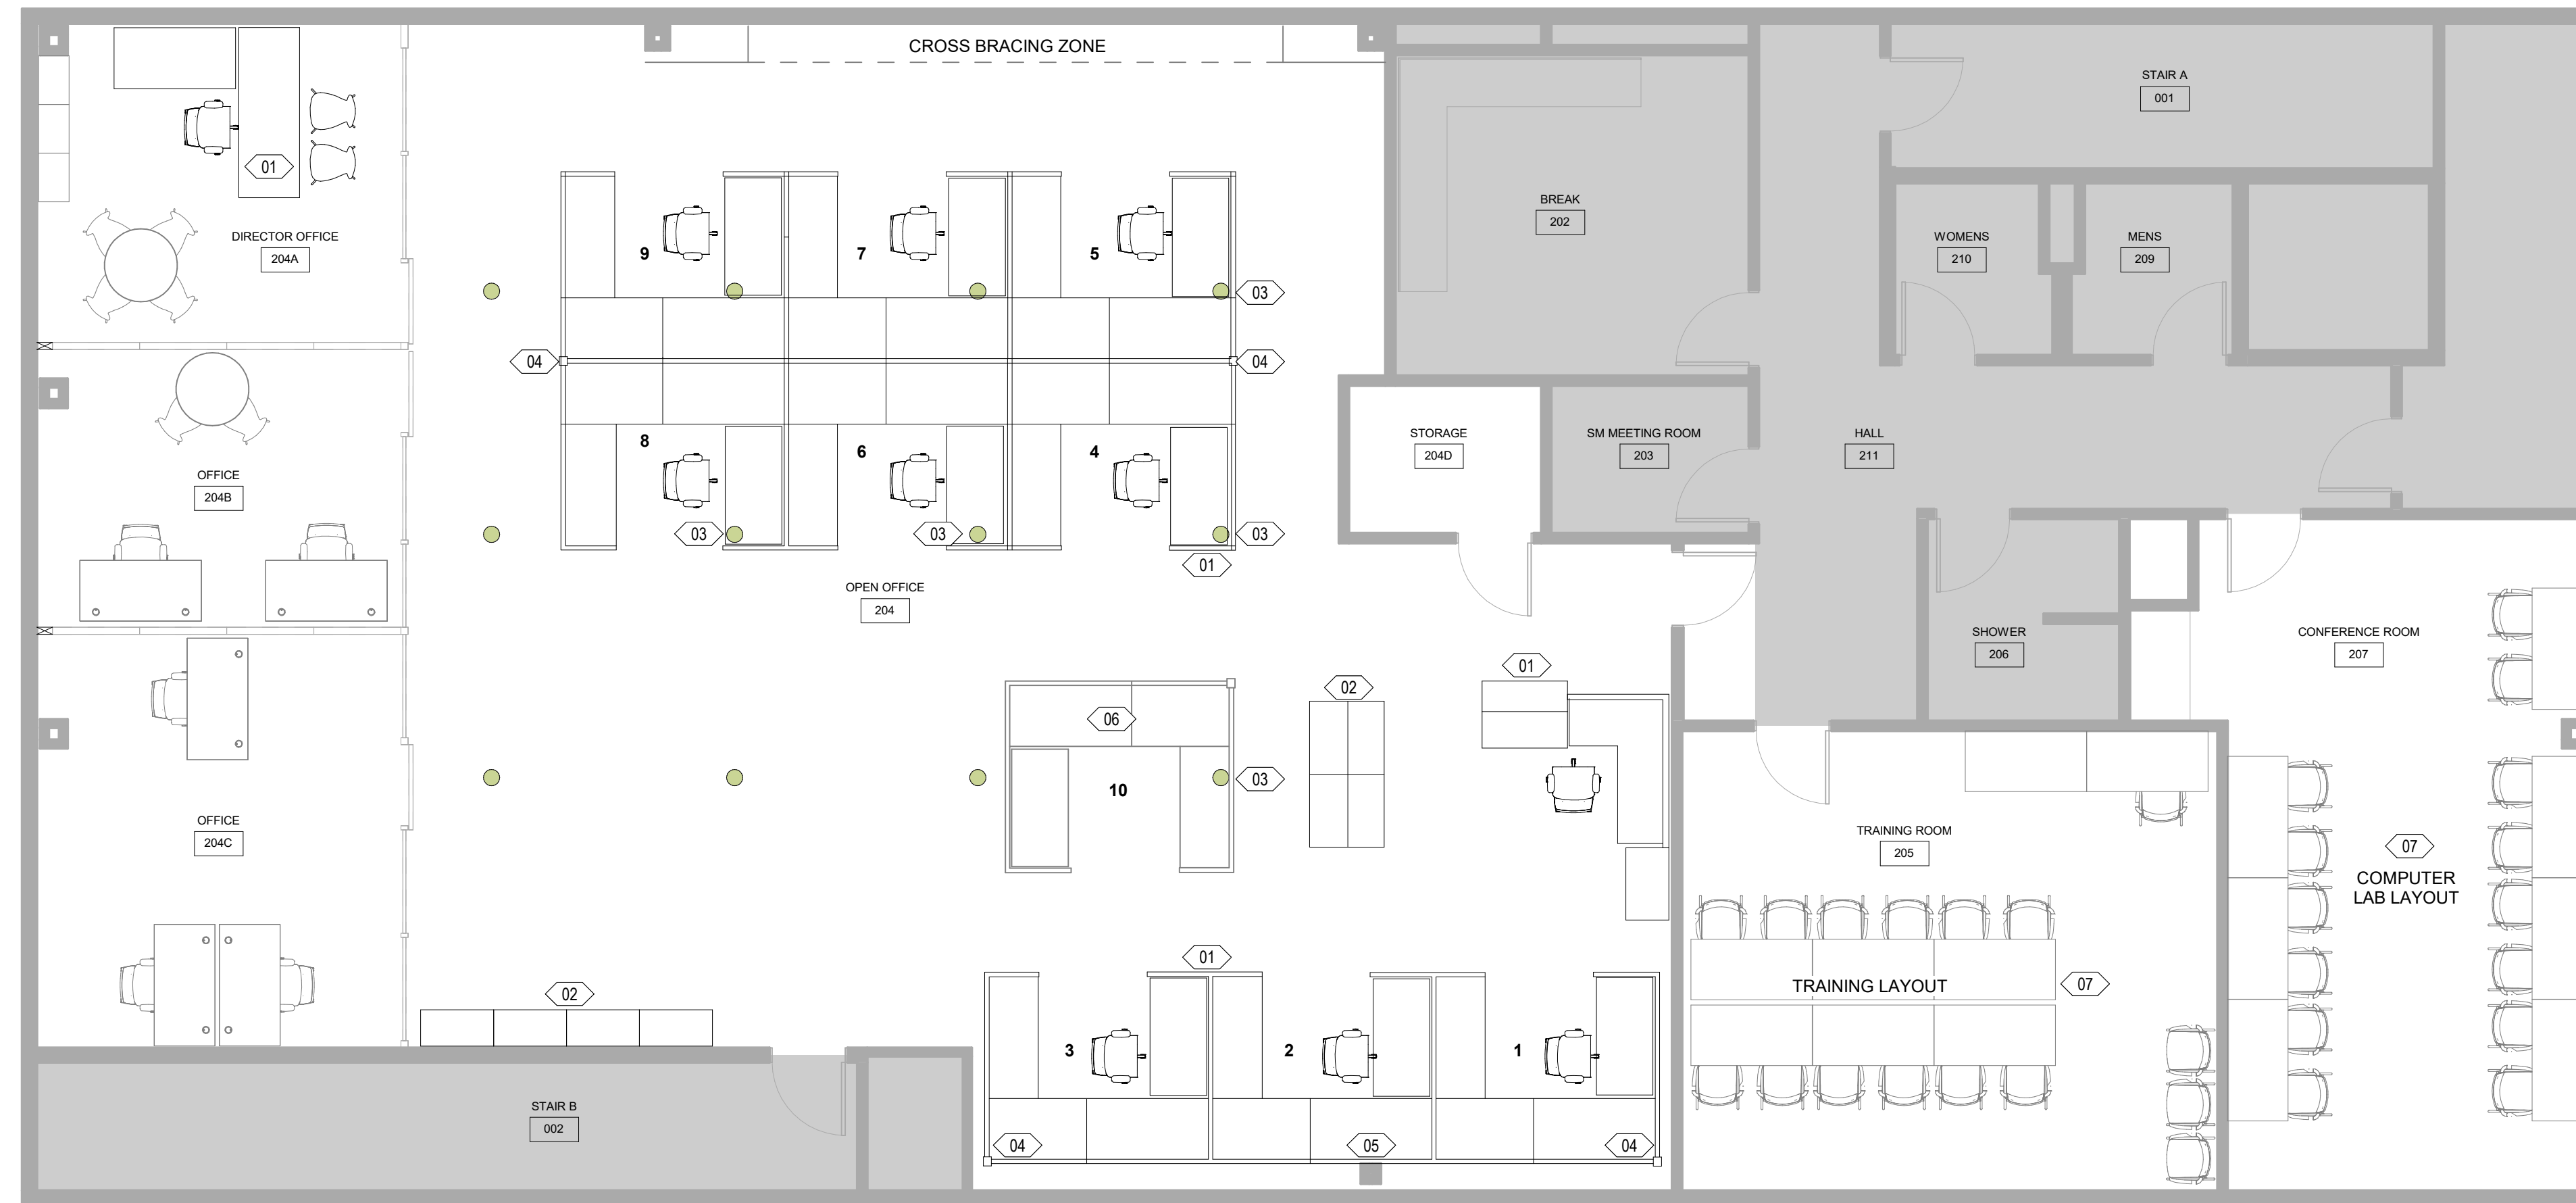 CROSS BRACING ZONE
STAIR A
001
01
BREAK
202
DIRECTOR OFFICE
204A
WOMENS
210
MENS
209
9
7
5
03
04
04
STORAGE
204D
SM MEETING ROOM
203
HALL
211
8
6
4
OFFICE
204B
03
03
03
01
OPEN OFFICE
204
SHOWER
206
CONFERENCE ROOM
207
01
02
06
03
10
OFFICE
204C
TRAINING ROOM
205
07
COMPUTER
LAB LAYOUT
01
02
TRAINING LAYOUT
07
3
2
1
STAIR B
002
04
05
04